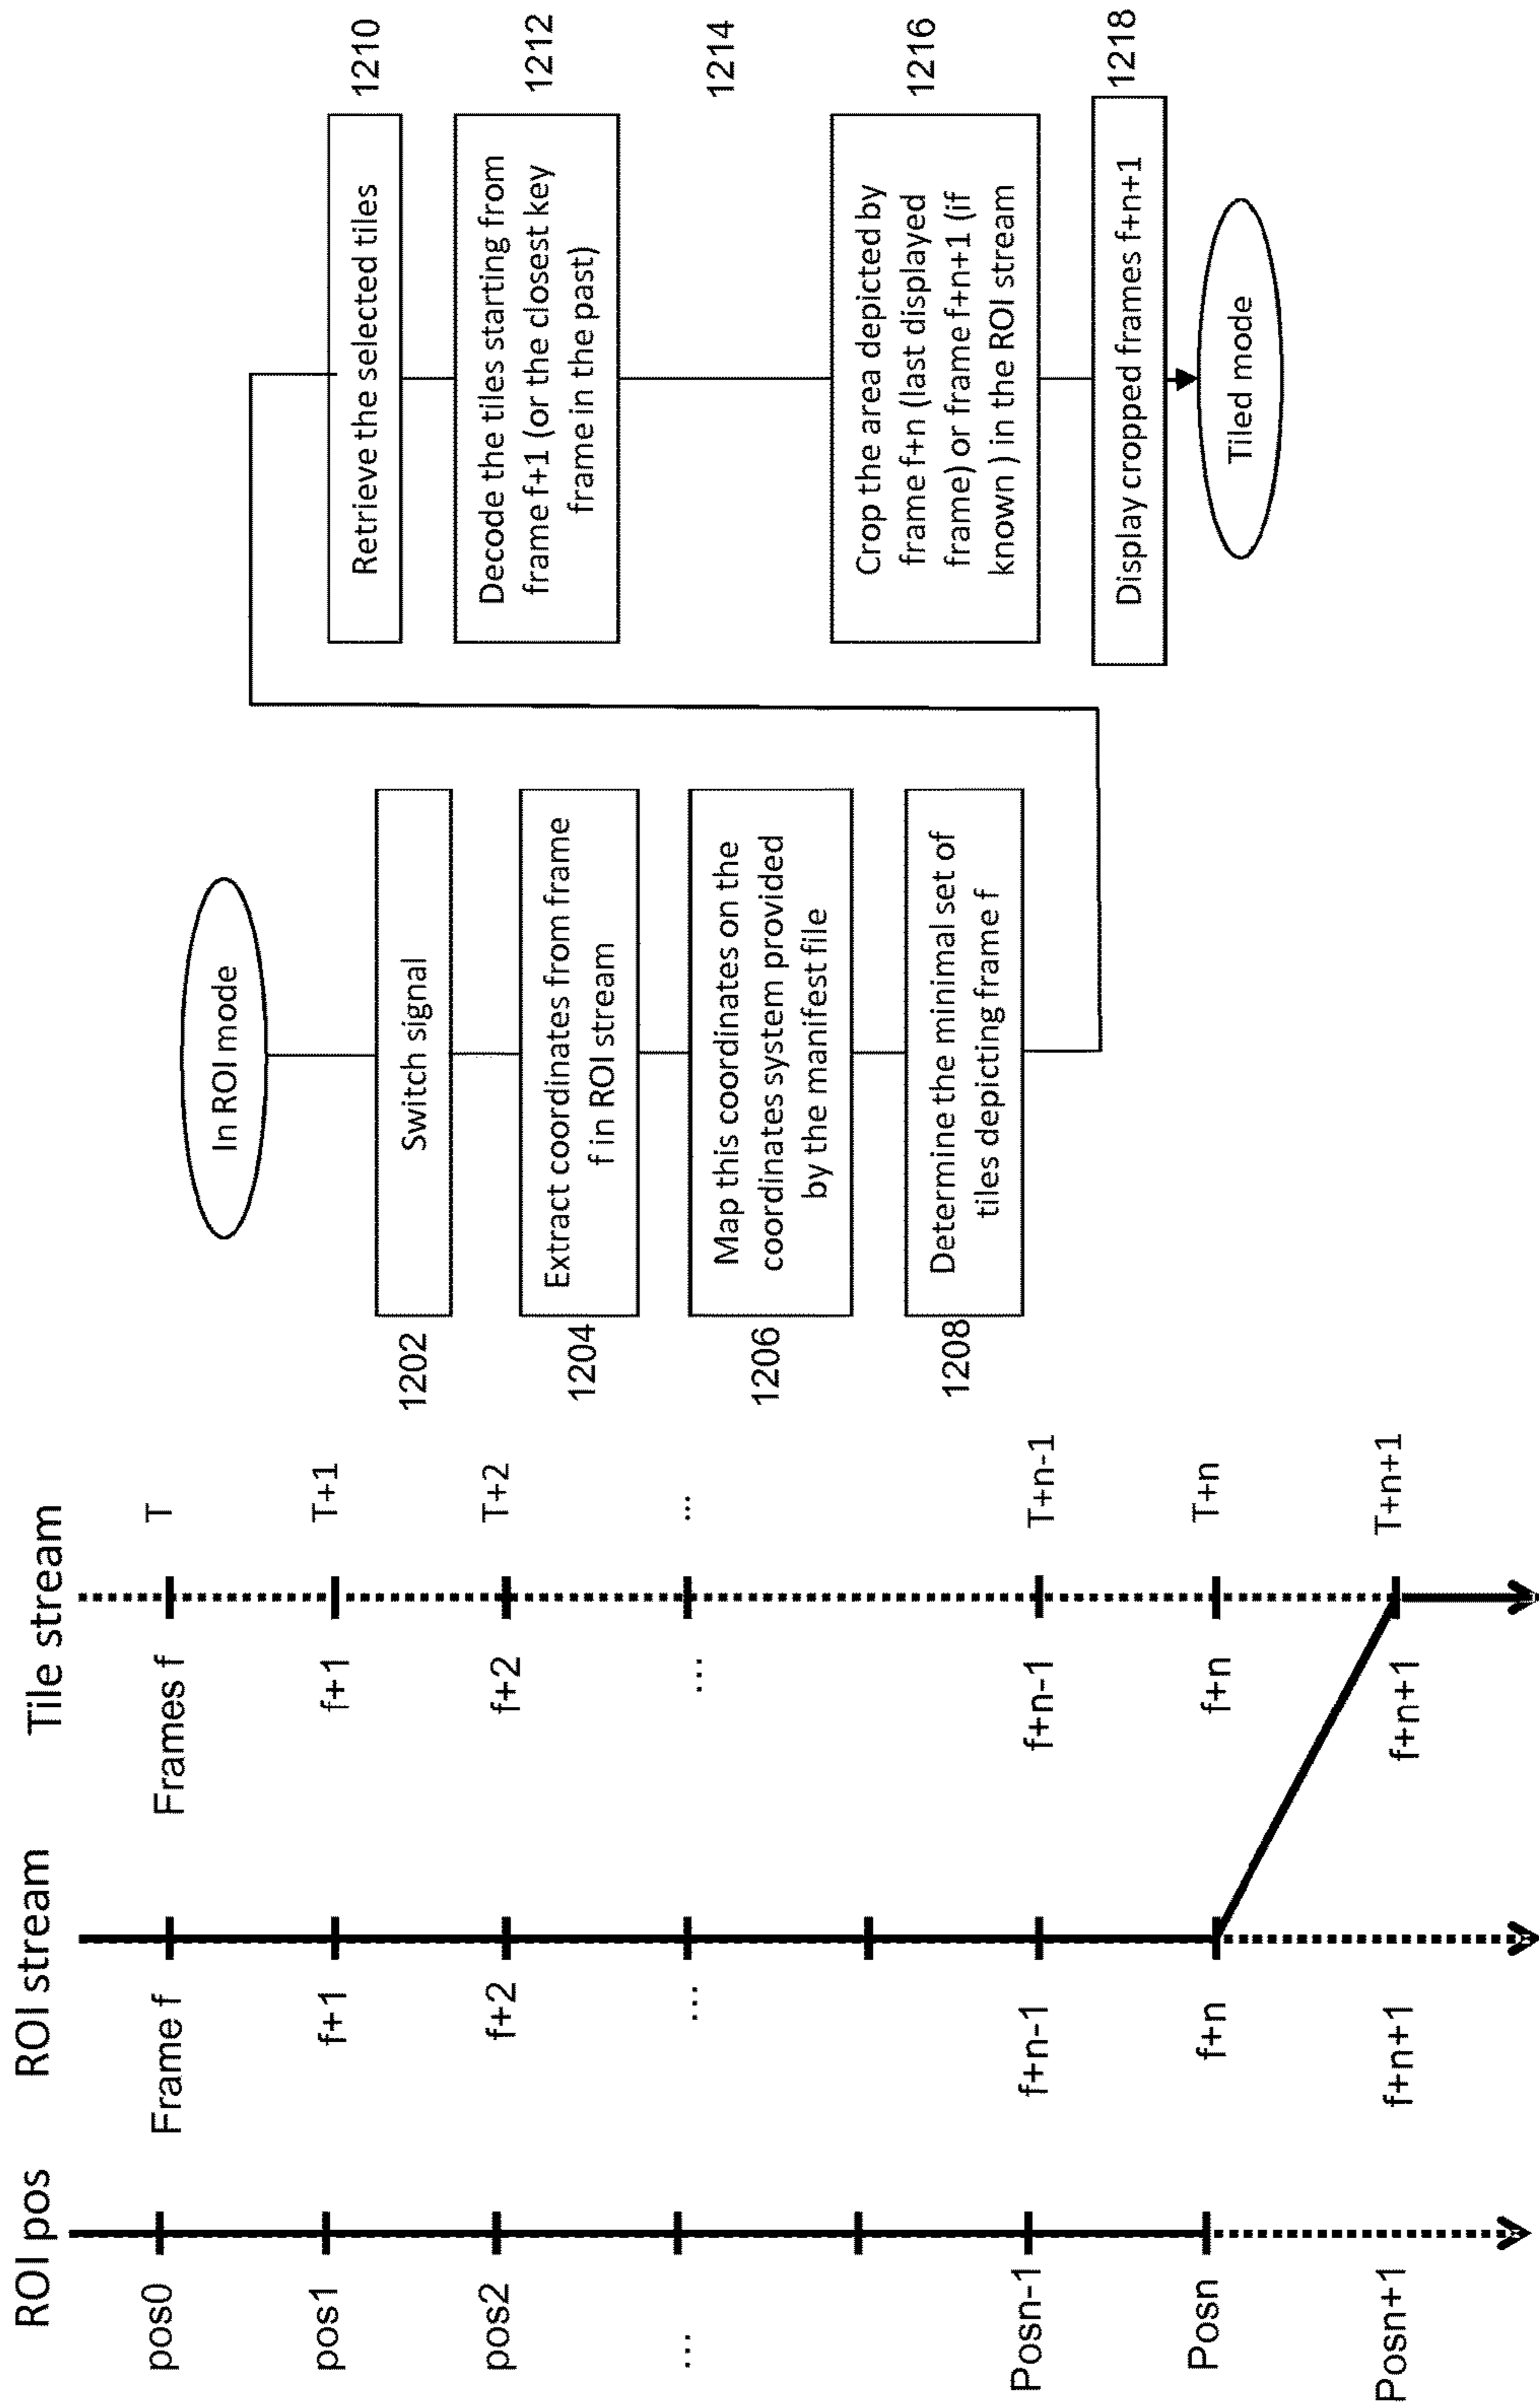 ROI pos
pos0
pos1
pos2
...
Posn-1
Posn
Posn+1
ROI stream
Frame f
f+1
f+2
...
f+n-1
f+n
f+n+1
Tile stream
Frames f
f+1
f+2
...
f+n-1
f+n
f+n+1
T
T+1
T+2
...
T+n-1
T+n
T+n+1
In ROI mode
1202
Switch signal
1204
Extract coordinates from frame
f in ROI stream
1206
Map this coordinates on the
coordinates system provided
by the manifest file
1208
Determine the minimal set of
tiles depicting frame f
Retrieve the selected tiles
1210
Decode the tiles starting from
frame f+1 (or the closest key
frame in the past)
1212
1214
Crop the area depicted by
frame f+n (last displayed
frame) or frame f+n+1 (if
known ) in the ROI stream
1216
Display cropped frames f+n+1
1218
Tiled mode